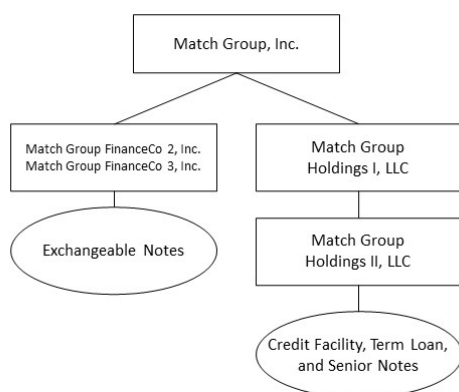 Match Group, Inc.
Match Group FinanceCo 2, Inc.
Match Group FinanceCo 3, Inc.
Match Group
Holdings I, LLC
Exchangeable Notes
Match Group
Holdings II, LLC
Credit Facility, Term Loan,
and Senior Notes